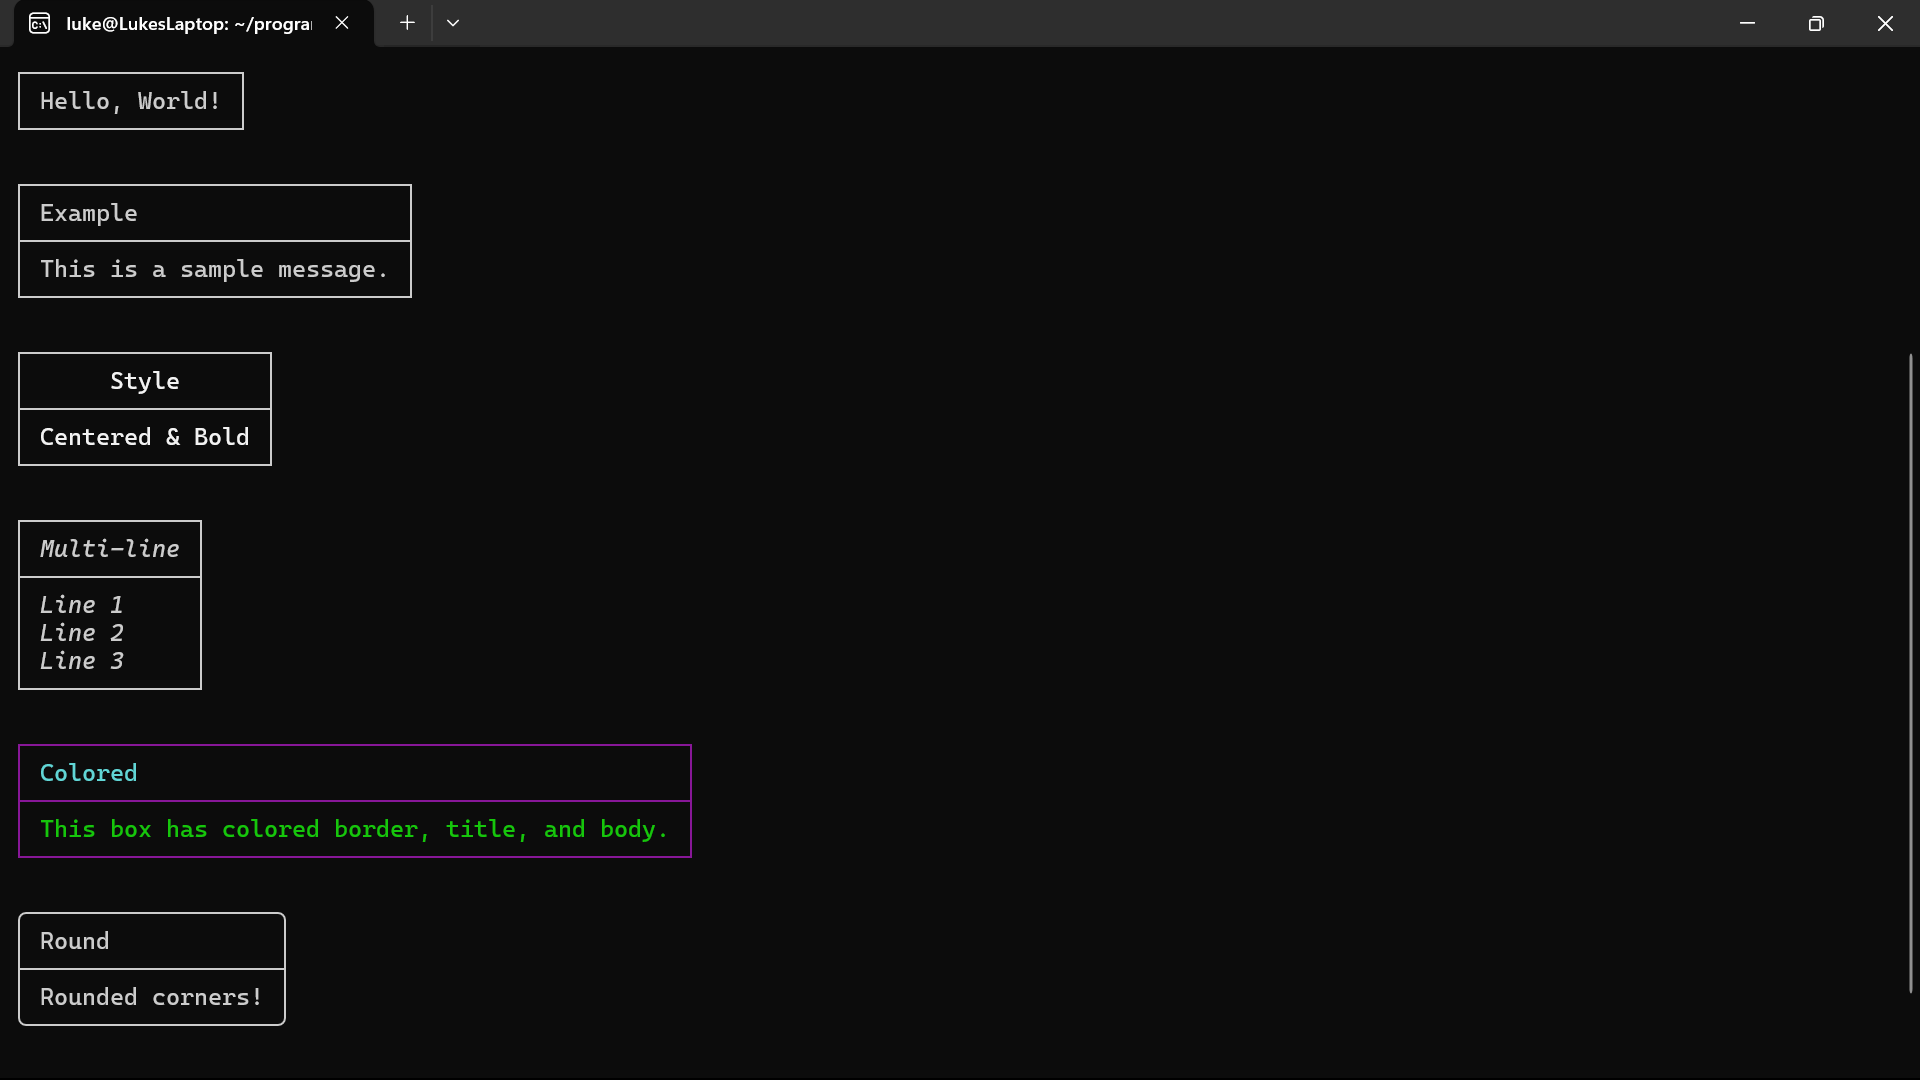 luke@LukesLaptop: ~/progra
Hello, World!
Example
This is a sample message.
Style
Centered & Bold
Multi-line
Line 1
Line 2
Line 3
Colored
This box has colored border, title, and body.
Round
Rounded corners!